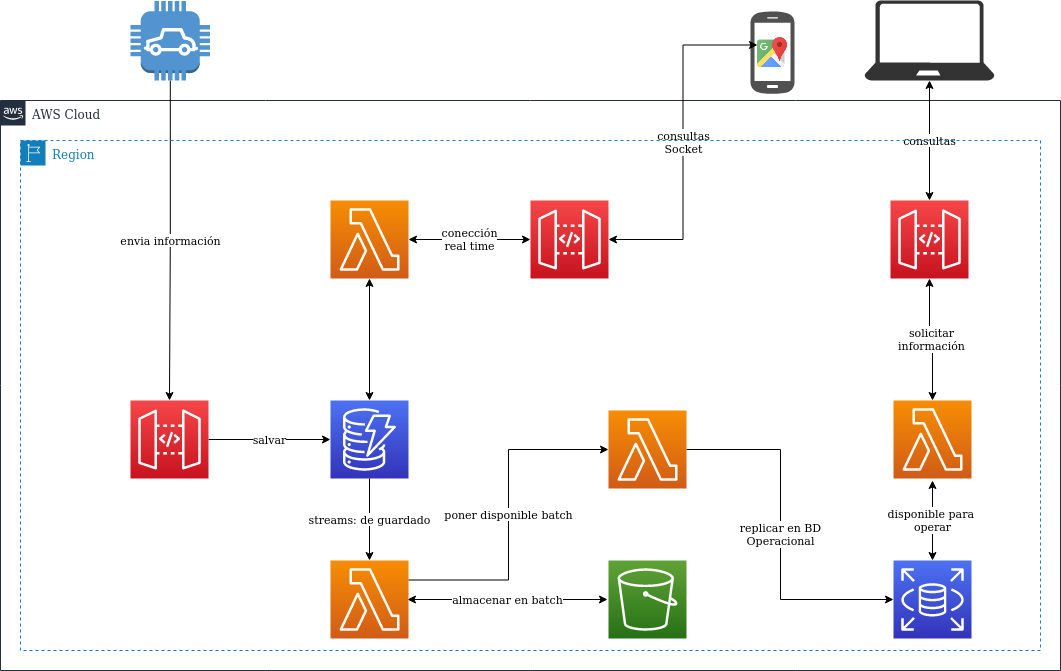 aws
AWS Cloud
Region
G
consultas
Socket
consultas
envia información
conección
real time
</>
</>
solicitar
información
</>
salvar
streams: de guardado
poner disponible batch
replicar en BD
Operacional
disponible para
operar
almacenar en batch